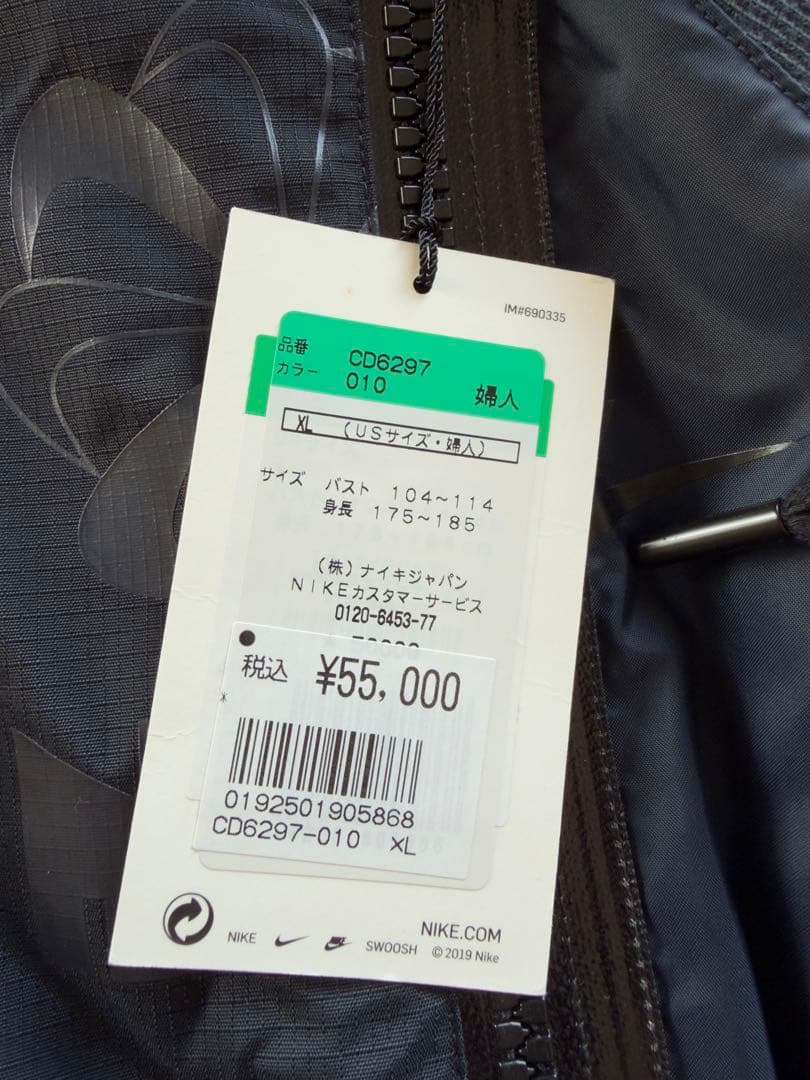 IM#690335
品番 CD6297
カラー 010 婦人
XL (USサイズ・婦人)
サイズ バスト 104~114
身長 175~185
(株)ナイキジャパン
NIKEカスタマーサービス
0120-6453-77
税込 ¥55,000
*
0192501905868
CD6297-010 XL
NIKE SWOOSH NIKE.COM
©2019 Nike